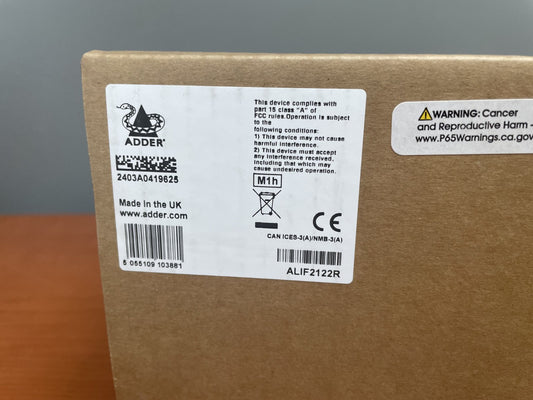 ADDER®
2403A0419625
Made in the UK
www.adder.com
5 055109 103881
This device complies with
part 15 class "A" of
FCC rules.Operation is subject
to the
following conditions:
1) This device may not cause
harmful interference.
2) This device must accept
any interference received,
including that which may
cause undesired operation.
M1h
CE
CAN ICES-3(A)/NMB-3(A)
ALIF2122R
WARNING: Cancer
and Reproductive Harm -
www.P65Warnings.ca.gov